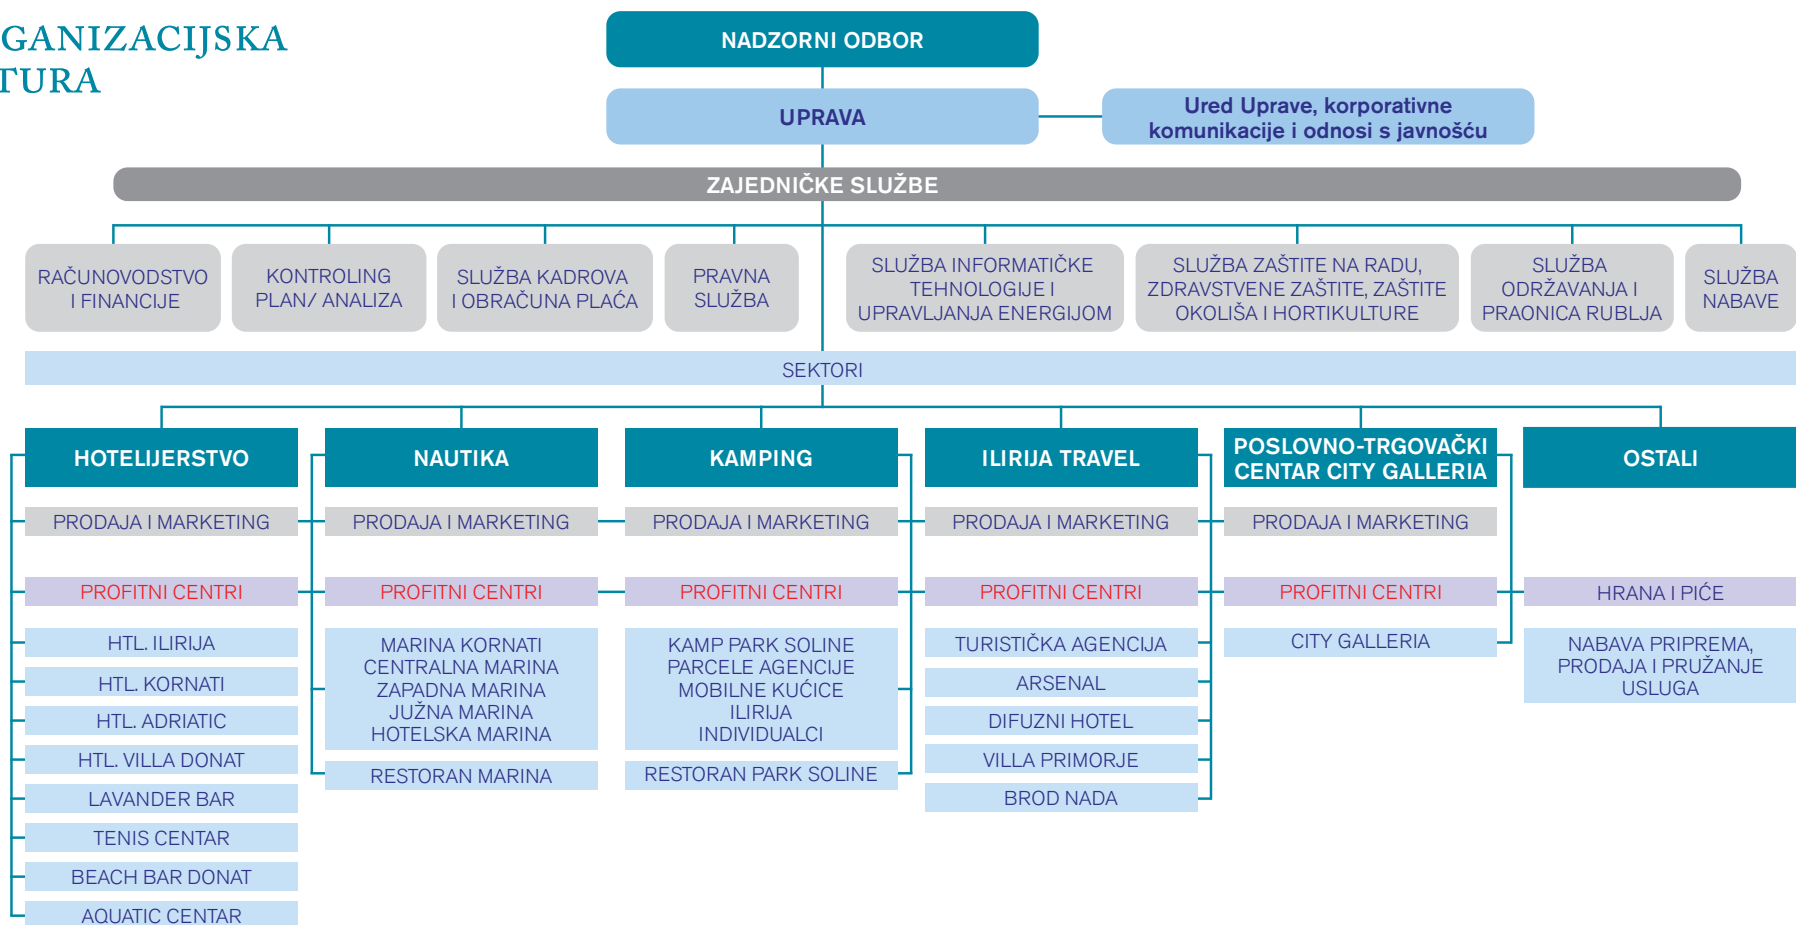 GANIZACIJSKA
TURA
NADZORNI ODBOR
UPRAVA
Ured Uprave, korporativne
komunikacije i odnosi s javnošću
ZAJEDNIČKE SLUŽBE
RAČUNOVODSTVO
I FINANCIJE
KONTROLING
PLAN/ ANALIZA
SLUŽBA KADROVA
I OBRAČUNA PLAĆA
PRAVNA
SLUŽBA
SLUŽBA INFORMATIČKE
TEHNOLOGIJE I
UPRAVLJANJA ENERGIJOM
SLUŽBA ZAŠTITE NA RADU,
ZDRAVSTVENE ZAŠTITE, ZAŠTITE
OKOLIŠA I HORTIKULTURE
SLUŽBA
ODRŽAVANJA I
PRAONICA RUBLJA
SLUŽBA
NABAVE
SEKTORI
HOTELIJERSTVO
PRODAJA I MARKETING
PROFITNI CENTRI
HTL. ILIRIJA
HTL. KORNATI
HTL. ADRIATIC
HTL. VILLA DONAT
LAVANDER BAR
TENIS CENTAR
BEACH BAR DONAT
AQUATIC CENTAR
NAUTIKA
PRODAJA I MARKETING
PROFITNI CENTRI
MARINA KORNATI
CENTRALNA MARINA
ZAPADNA MARINA
JUŽNA MARINA
HOTELSKA MARINA
RESTORAN MARINA
KAMPING
PRODAJA I MARKETING
PROFITNI CENTRI
KAMP PARK SOLINE
PARCELE AGENCIJE
MOBILNE KUĆICE
ILIRIJA
INDIVIDUALCI
RESTORAN PARK SOLINE
ILIRIJA TRAVEL
PRODAJA I MARKETING
PROFITNI CENTRI
TURISTIČKA AGENCIJA
ARSENAL
DIFUZNI HOTEL
VILLA PRIMORJE
BROD NADA
POSLOVNO-TRGOVAČKI
CENTAR CITY GALLERIA
PRODAJA I MARKETING
PROFITNI CENTRI
CITY GALLERIA
OSTALI
HRANA I PIĆE
NABAVA PRIPREMA,
PRODAJA I PRUŽANJE
USLUGA